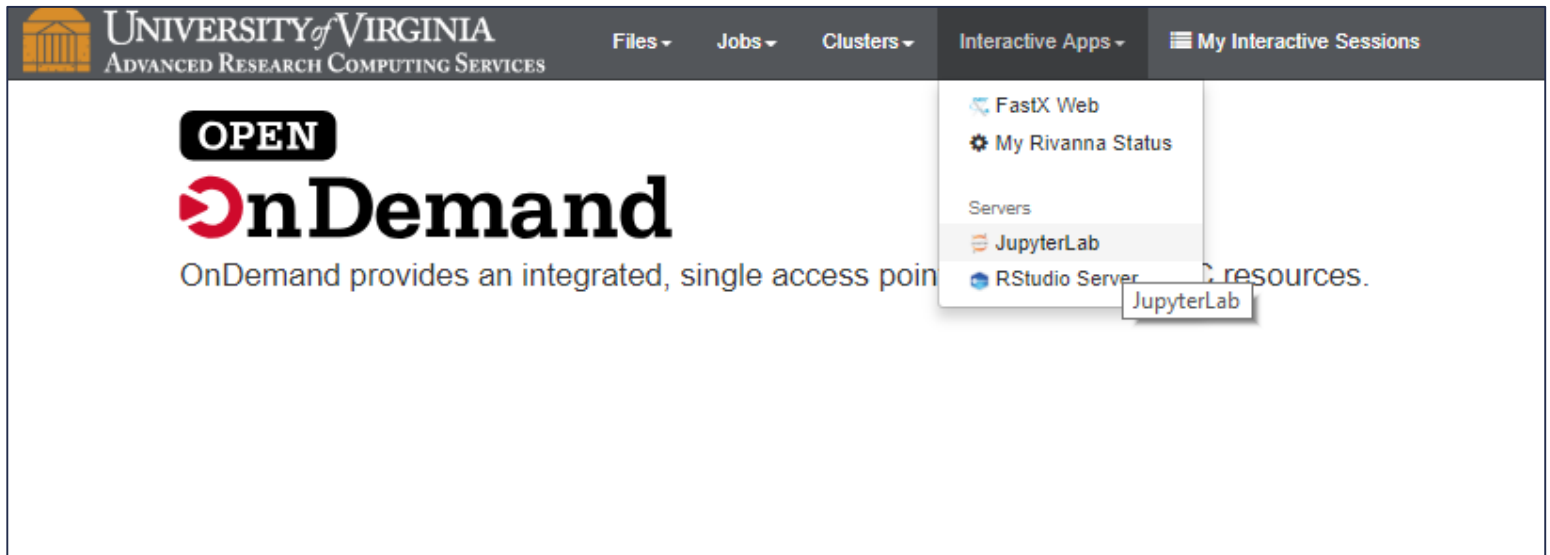 UNIVERSITY of VIRGINIA
ADVANCED RESEARCH COMPUTING SERVICES
Files
Jobs
Clusters
Interactive Apps
My Interactive Sessions
FastX Web
My Rivanna Status
Servers
JupyterLab
RStudio Server
JupyterLab
OPEN
OnDemand
OnDemand provides an integrated, single access poin C resources.